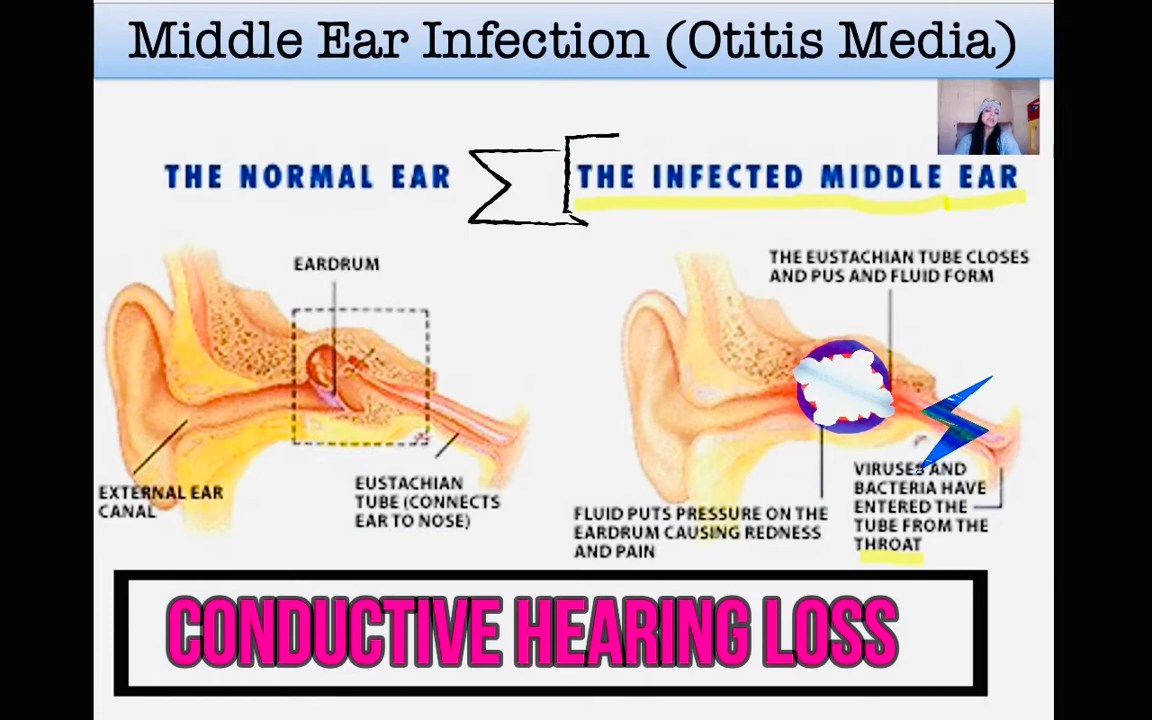 Middle Ear Infection (Otitis Media)
THE NORMAL EAR
THE INFECTED MIDDLE EAR
EARDRUM
EXTERNAL EAR
CANAL
EUSTACHIAN
TUBE (CONNECTS
EAR TO NOSE)
THE EUSTACHIAN TUBE CLOSES
AND PUS AND FLUID FORM
FLUID PUTS PRESSURE ON THE
EARDRUM CAUSING REDNESS
AND PAIN
VIRUSES AND
BACTERIA HAVE
ENTERED THE
TUBE FROM THE
THROAT
CONDUCTIVE HEARING LOSS